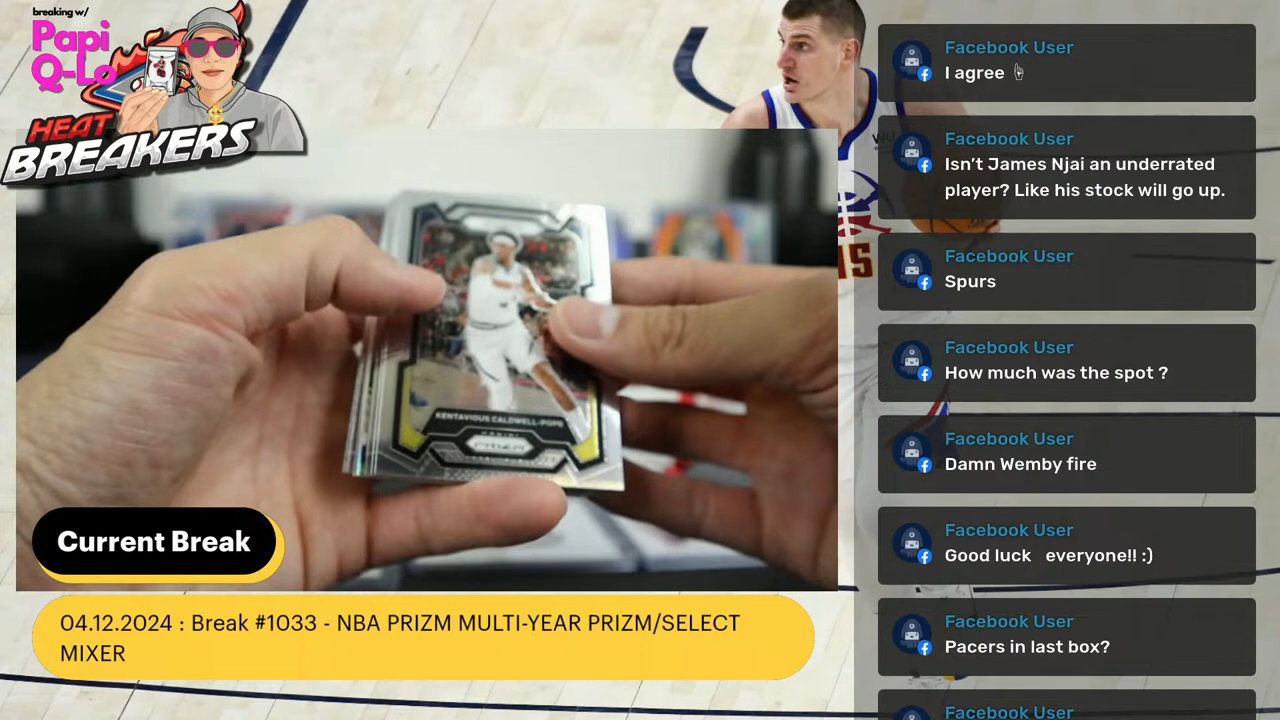 breaking w/
Papi
Q-Lo
HEAT
BREAKERS
KENTAVIOUS CALDWELL-POPE
PANINI
PRIZM
Current Break
04.12.2024 : Break #1033 - NBA PRIZM MULTI-YEAR PRIZM/SELECT
MIXER
Facebook User
I agree ☝
Facebook User
Isn’t James Njai an underrated
player? Like his stock will go up.
Facebook User
Spurs
Facebook User
How much was the spot ?
Facebook User
Damn Wemby fire
Facebook User
Good luck   everyone!! :)
Facebook User
Pacers in last box?
Facebook User